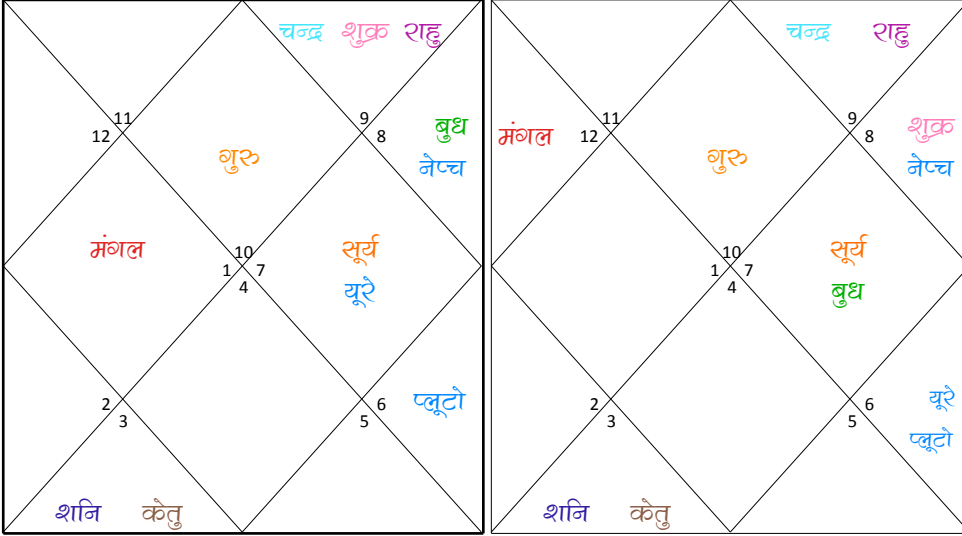 चन्द्र शुक्र राहु
11 9
12 8
बुध
गुरु
नेप्च
मंगल
सूर्य
10
1 7
4
यूरे
2 6
प्लूटो
3 5
शनि केतु
चन्द्र राहु
11 9
शुक्र
मंगल 12 8
गुरु
नेप्च
सूर्य
10
1 7
4
बुध
यूरे
2 6
3 5
प्लूटो
शनि केतु